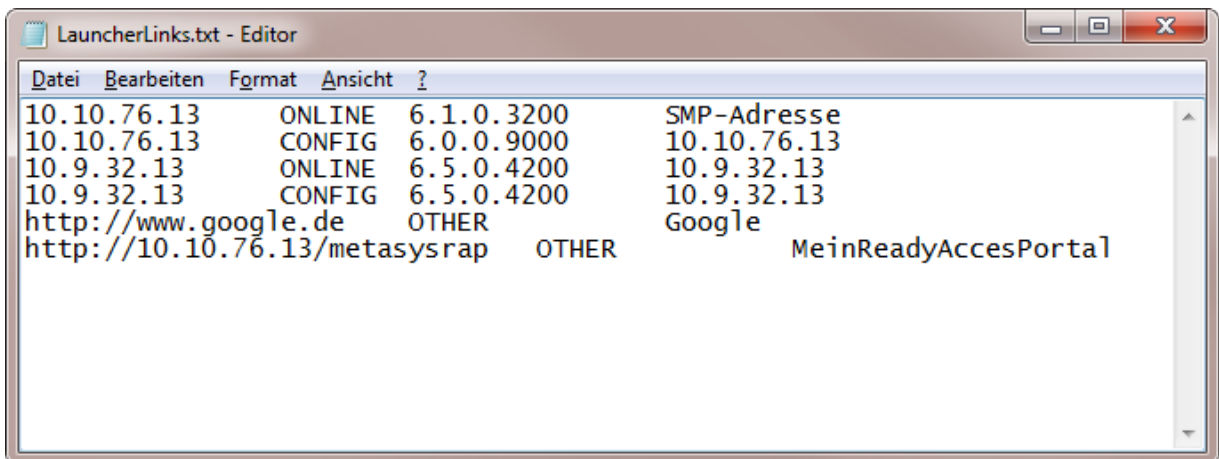 LauncherLinks.txt - Editor
Datei Bearbeiten Format Ansicht ?
10.10.76.13 ONLINE 6.1.0.3200 SMP-Adresse
10.10.76.13 CONFIG 6.0.0.9000 10.10.76.13
10.9.32.13 ONLINE 6.5.0.4200 10.9.32.13
10.9.32.13 CONFIG 6.5.0.4200 10.9.32.13
http://www.google.de OTHER Google
http://10.10.76.13/metasysrap OTHER MeinReadyAccesPortal